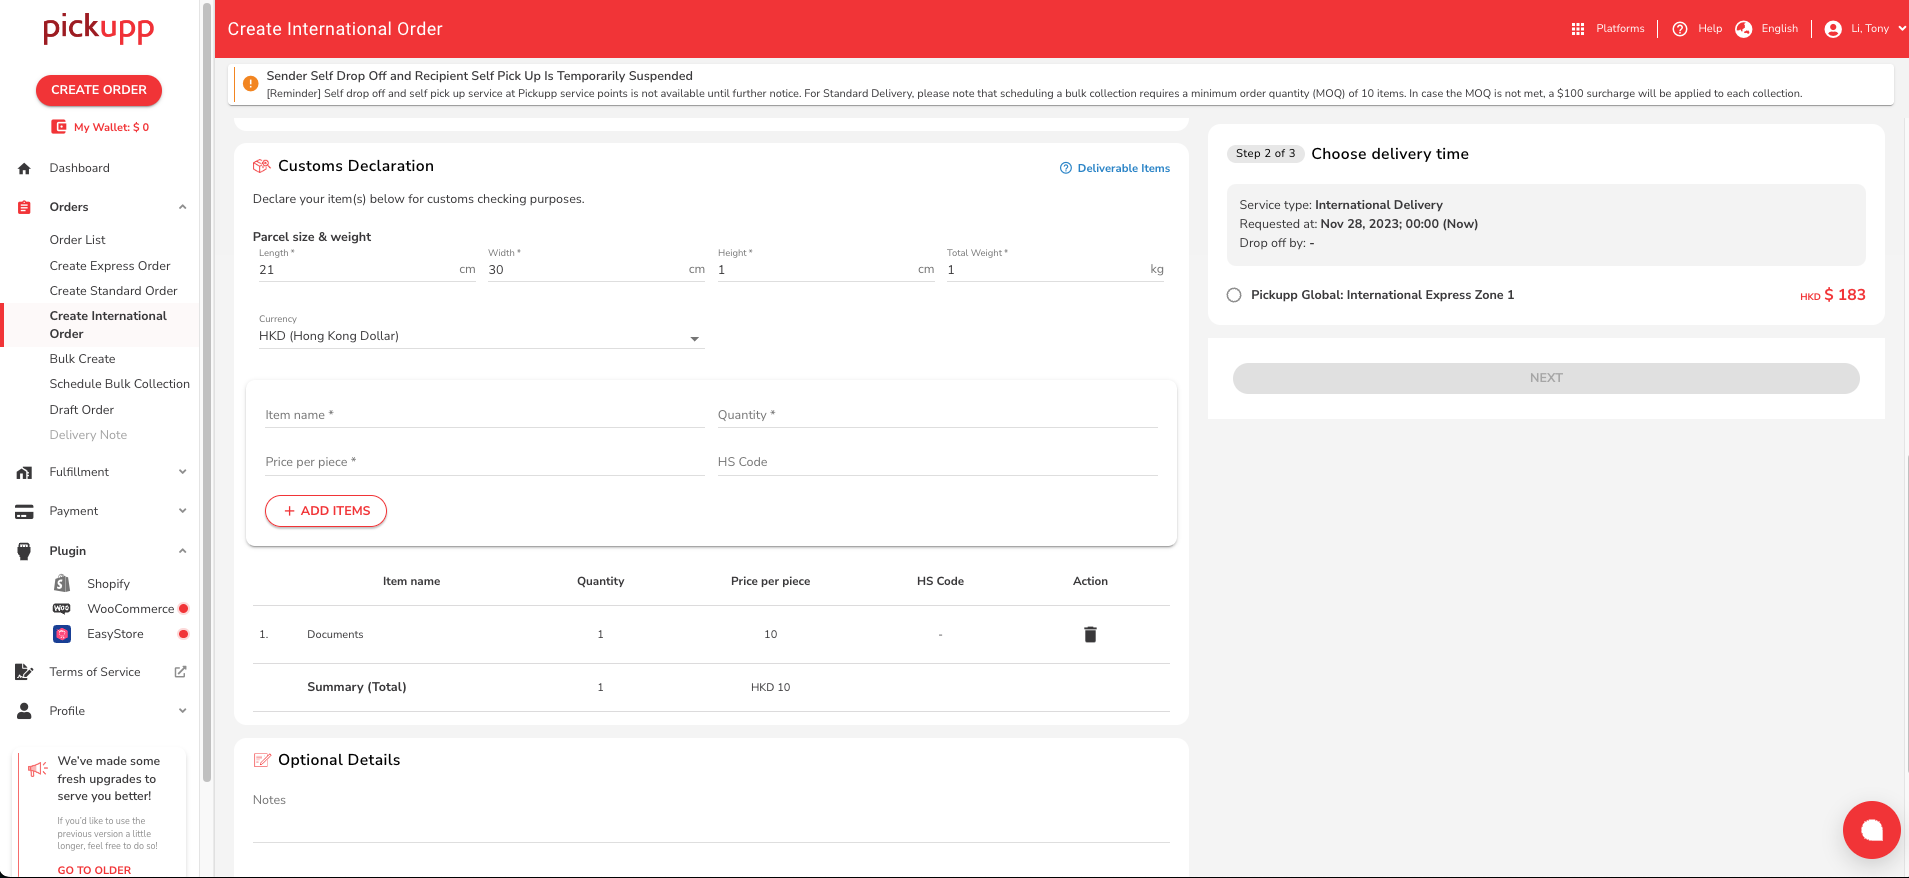 pickupp
CREATE ORDER
My Wallet: $ 0
Dashboard
Orders
Order List
Create Express Order
Create Standard Order
Create International
Order
Bulk Create
Schedule Bulk Collection
Draft Order
Delivery Note
Fulfillment
Payment
Plugin
Shopify
WOO WooCommerce
EasyStore
Terms of Service
Profile
We've made some
fresh upgrades to
serve you better!
If you'd like to use the
previous version a little
longer, feel free to do so!
GO TO OLDER
Create International Order
Platforms
Help
English
Li, Tony
Sender Self Drop Off and Recipient Self Pick Up Is Temporarily Suspended
[Reminder] Self drop off and self pick up service at Pickupp service points is not available until further notice. For Standard Delivery, please note that scheduling a bulk collection requires a minimum order quantity (MOQ) of 10 items. In case the MOQ is not met, a $100 surcharge will be applied to each collection.
Customs Declaration
Deliverable Items
Declare your item(s) below for customs checking purposes.
Parcel size & weight
Length * Width * Height * Total Weight *
21 cm 30 cm 1 cm 1 kg
Currency
HKD (Hong Kong Dollar)
Item name * Quantity *
Price per piece * HS Code
+ ADD ITEMS
Item name Quantity Price per piece HS Code Action
1. Documents 1 10 -
Summary (Total) 1 HKD 10
Optional Details
Notes
Step 2 of 3 Choose delivery time
Service type: International Delivery
Requested at: Nov 28, 2023; 00:00 (Now)
Drop off by: -
Pickupp Global: International Express Zone 1 HKD $ 183
NEXT